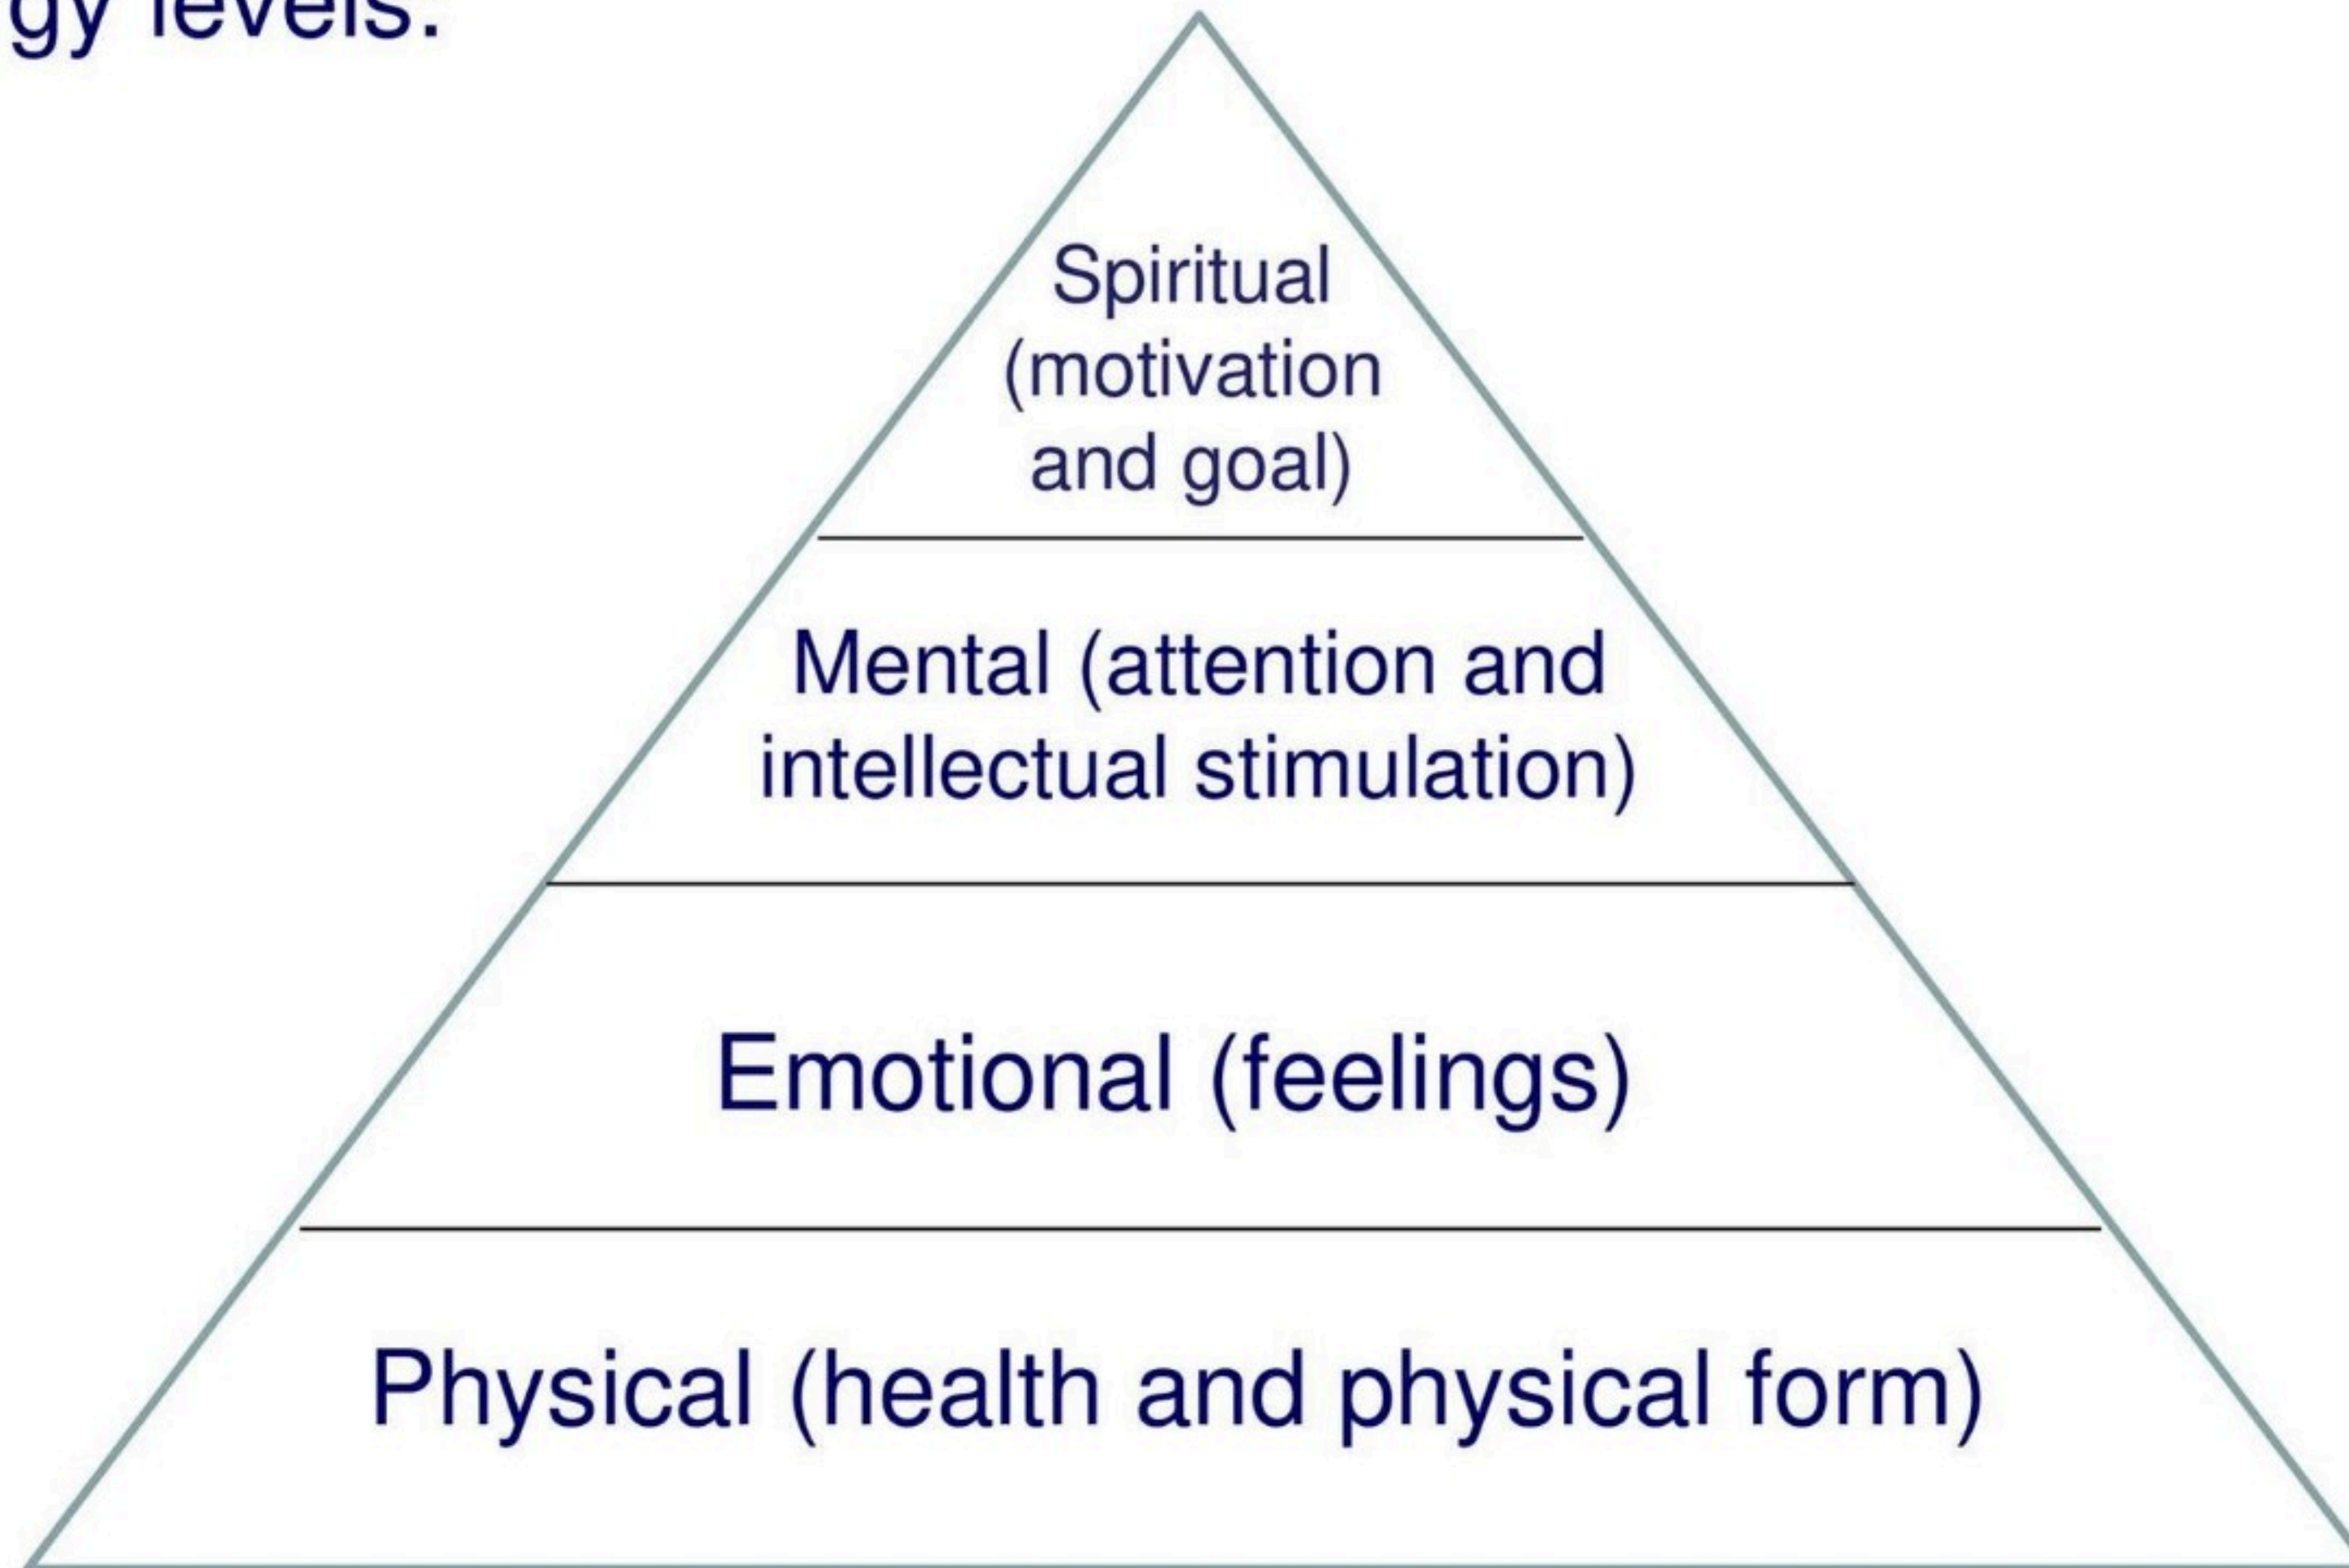 gy levels:
Spiritual
(motivation
and goal)
Mental (attention and
intellectual stimulation)
Emotional (feelings)
Physical (health and physical form)